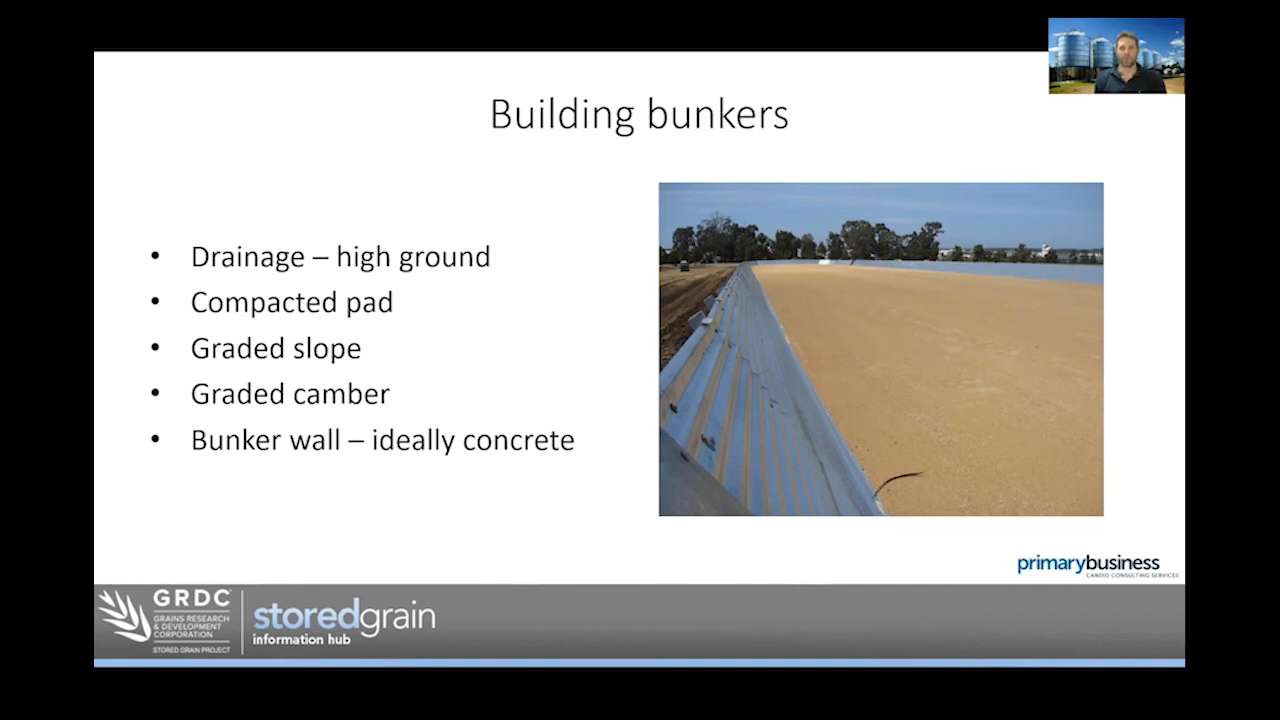 Building bunkers
• Drainage – high ground
• Compacted pad
• Graded slope
• Graded camber
• Bunker wall – ideally concrete
primarybusiness
CANDID CONSULTING SERVICES
GRDC
GRAINS RESEARCH
& DEVELOPMENT
CORPORATION
STORED GRAIN PROJECT
storedgrain
information hub